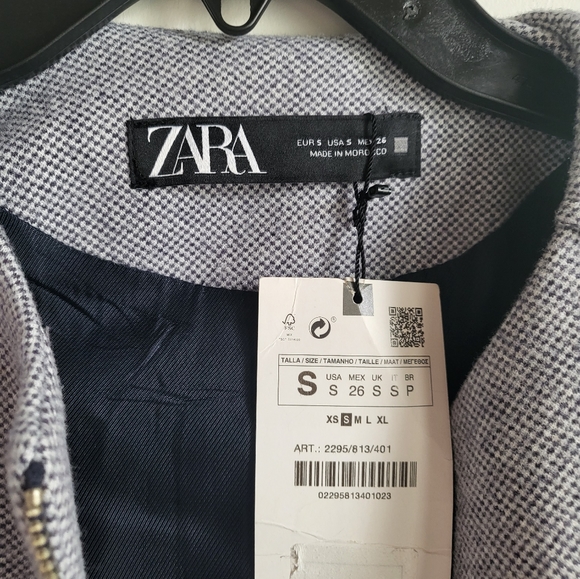 ZARA
EUR S USA S MEX 26
MADE IN MOROCCO
FSC
TALLA / SIZE / TAMANHO / TAILLE / MAAT / ΜΕΓΕΘΟΣ
S
USA MEX UK IT BR
S 26 S S P
XS S M L XL
ART.: 2295/813/401
02295813401023